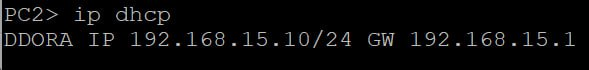 PC2> ip dhcp
DDORA IP 192.168.15.10/24 GW 192.168.15.1